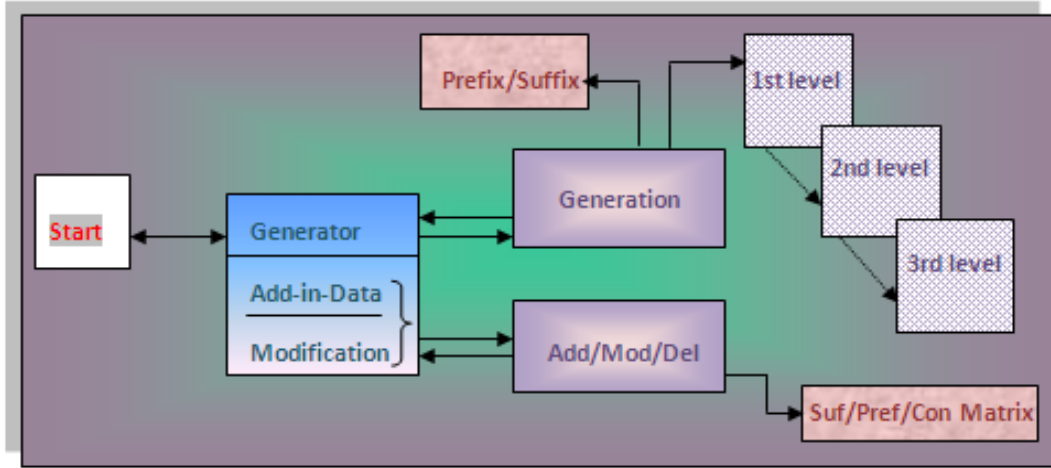 Prefix/Suffix
1st level
2nd level
3rd level
Generation
Start
Generator
Add-in-Data
Modification
Add/Mod/Del
Suf/Pref/Con Matrix